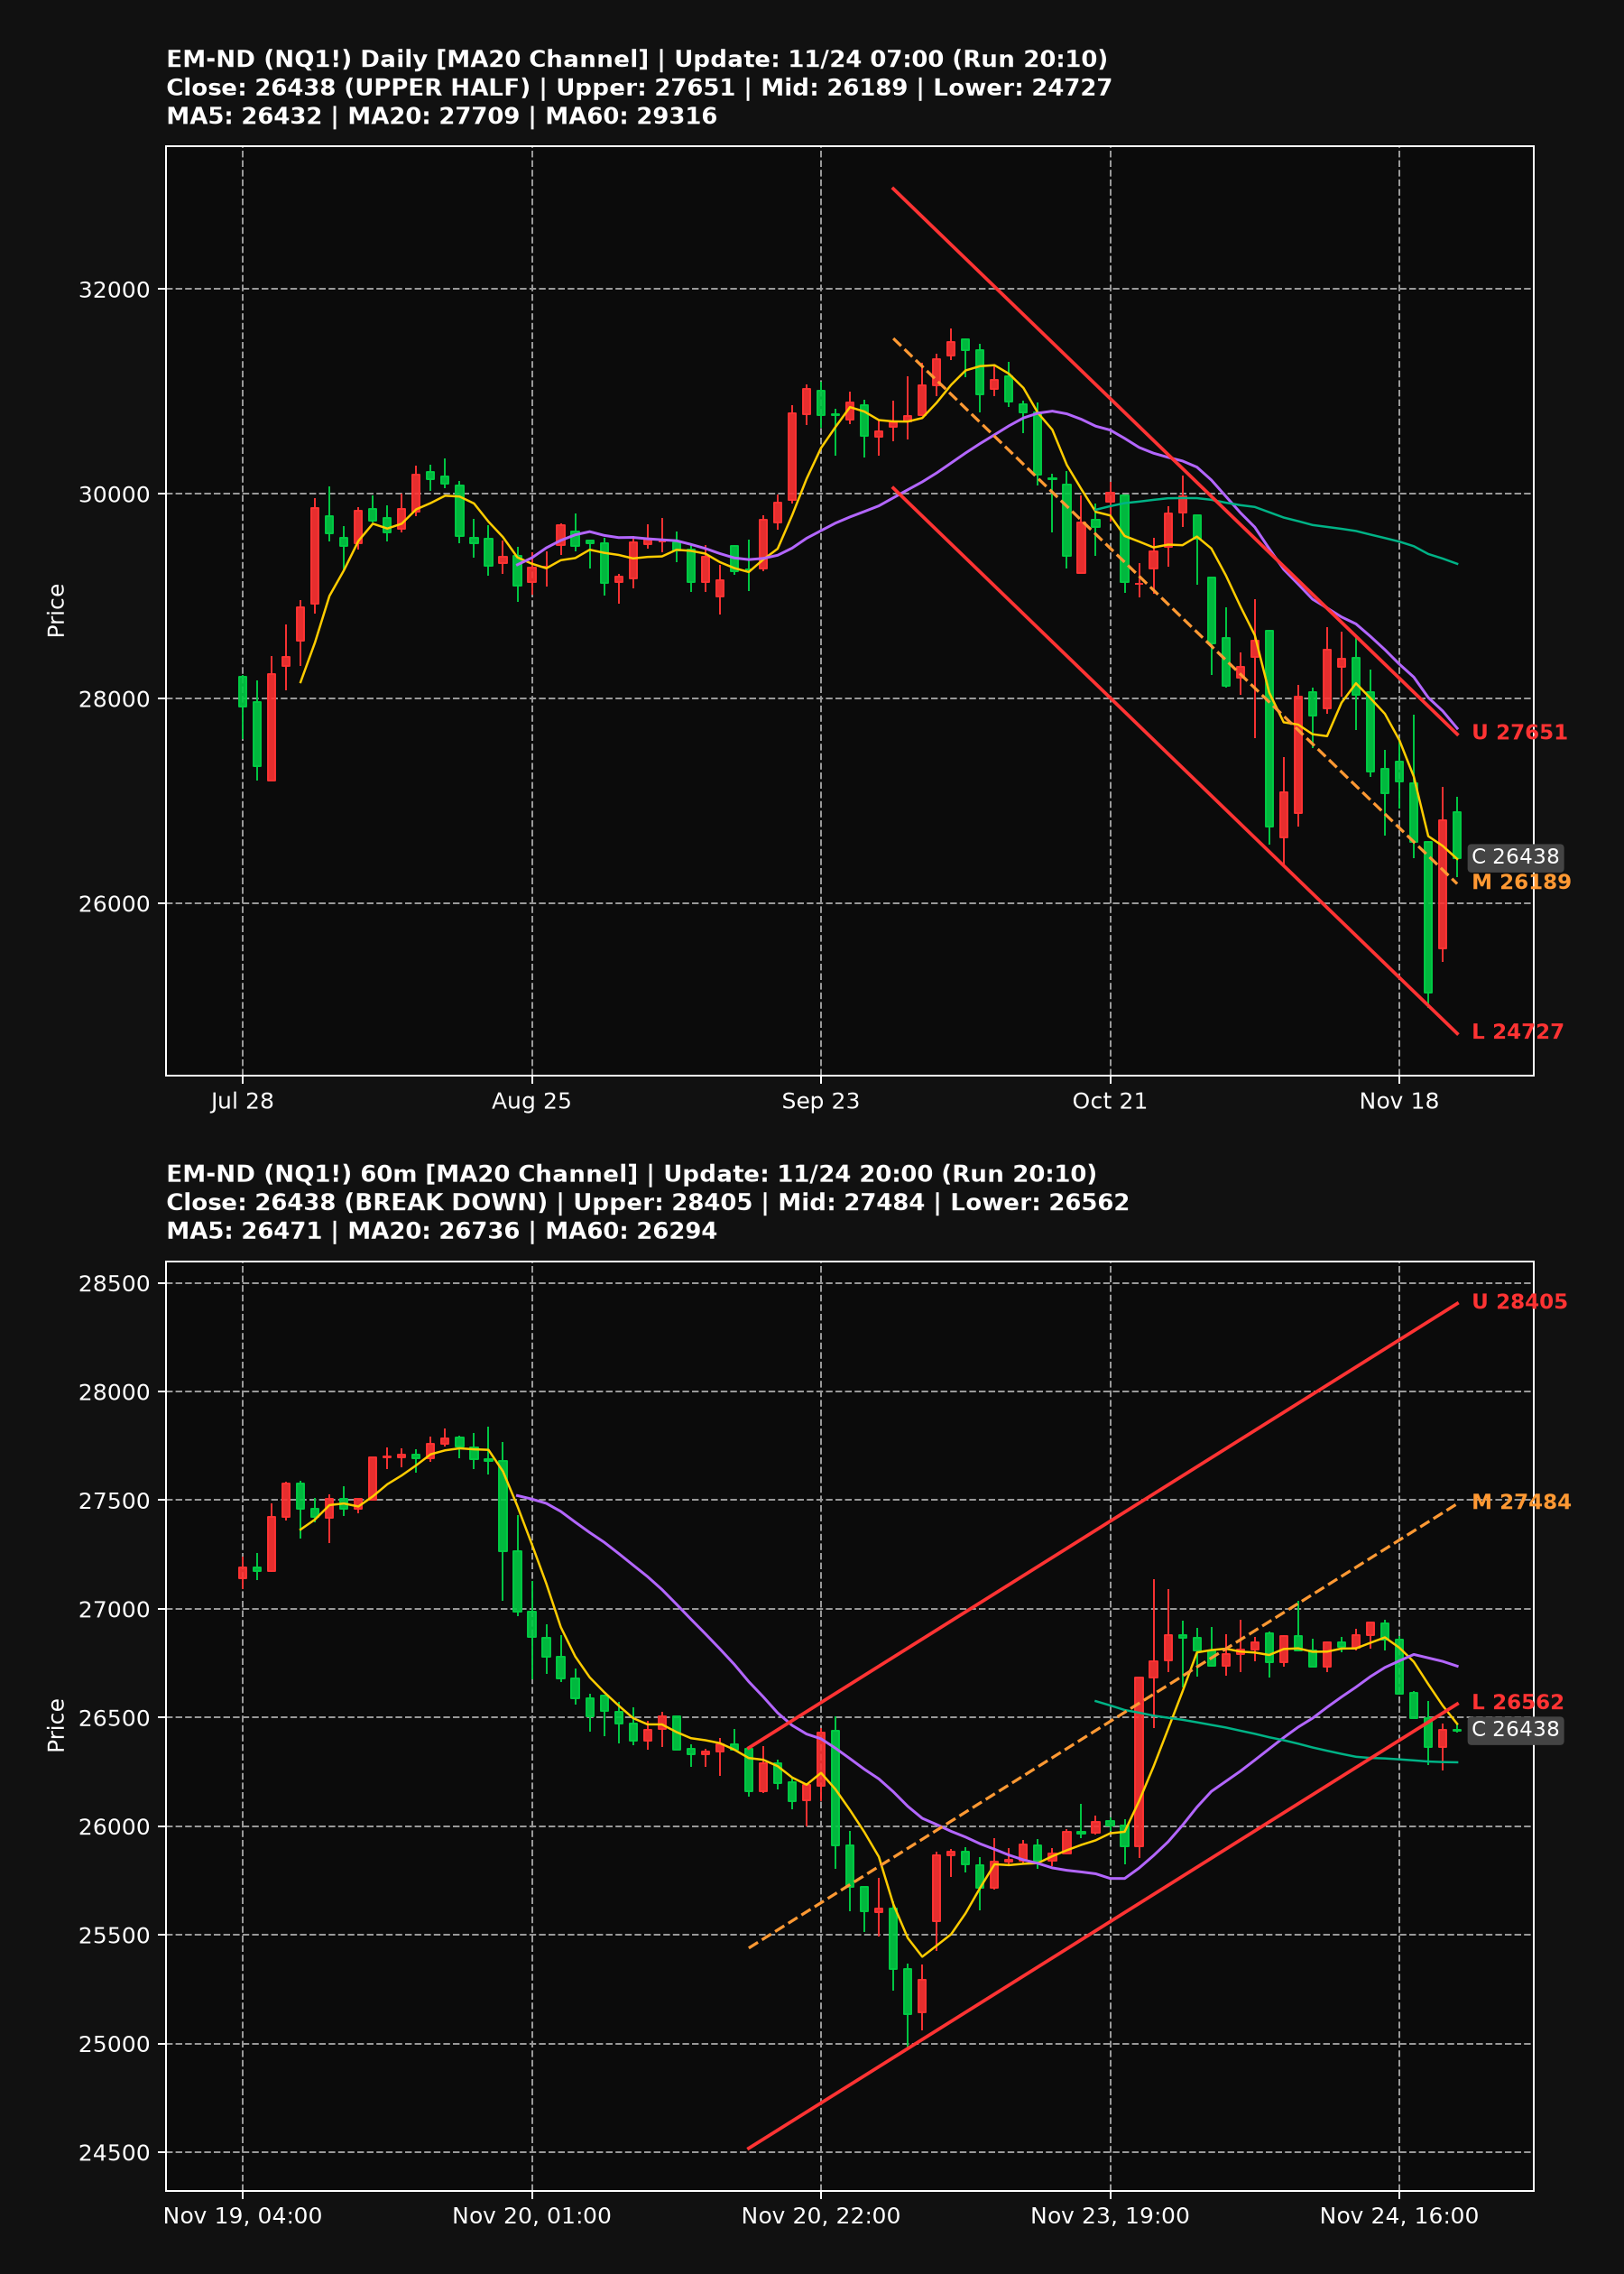 EM-ND (NQ1!) Daily [MA20 Channel] | Update: 11/24 07:00 (Run 20:10)
Close: 26438 (UPPER HALF) | Upper: 27651 | Mid: 26189 | Lower: 24727
MA5: 26432 | MA20: 27709 | MA60: 29316
Price
32000
30000
28000
26000
U 27651
C 26438
M 26189
L 24727
Jul 28
Aug 25
Sep 23
Oct 21
Nov 18
EM-ND (NQ1!) 60m [MA20 Channel] | Update: 11/24 20:00 (Run 20:10)
Close: 26438 (BREAK DOWN) | Upper: 28405 | Mid: 27484 | Lower: 26562
MA5: 26471 | MA20: 26736 | MA60: 26294
Price
28500
28000
27500
27000
26500
26000
25500
25000
24500
U 28405
M 27484
L 26562
C 26438
Nov 19, 04:00
Nov 20, 01:00
Nov 20, 22:00
Nov 23, 19:00
Nov 24, 16:00